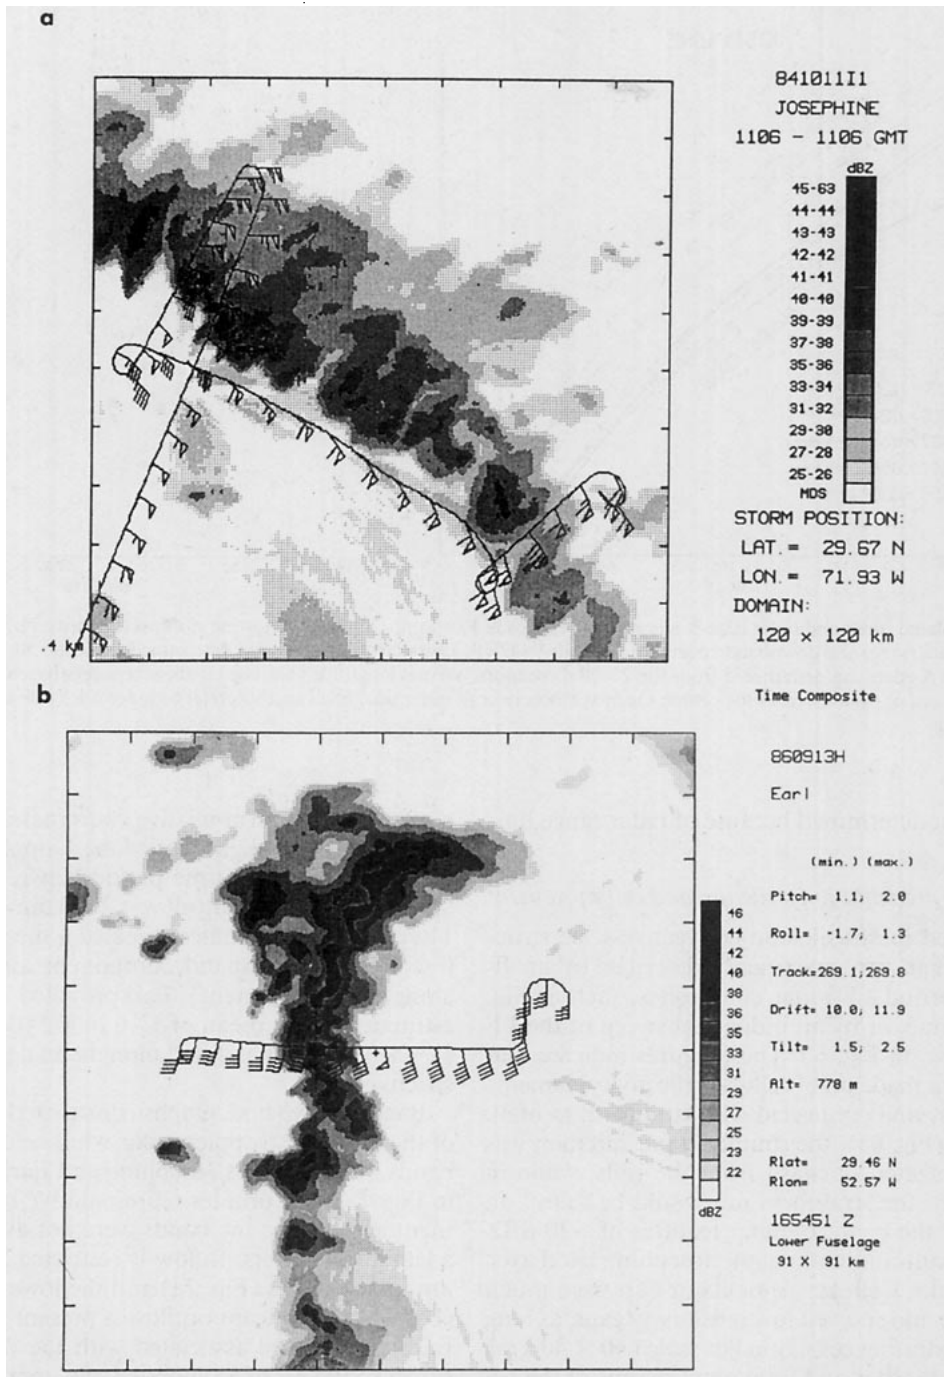 a
841011I1
JOSEPHINE
1106 - 1106 GMT
dBZ
45-63
44-44
43-43
42-42
41-41
40-40
39-39
37-38
35-36
33-34
31-32
29-30
27-28
25-26
MDS
STORM POSITION:
LAT.= 29.67 N
LON.= 71.93 W
DOMAIN:
120 x 120 km
4 km
b
Time Composite
860913H
Earl
(min.) (max.)
Pitch= 1.1; 2.0
Roll= -1.7; 1.3
Track=269.1;269.8
Drift= 10.0; 11.9
Tilt= 1.5; 2.5
Alt= 778 m
Rlat= 29.46 N
Rlon= 52.57 W
165451 Z
Lower Fuselage
91 X 91 km
46
44
42
40
38
36
35
33
31
29
27
25
23
22
dBZ